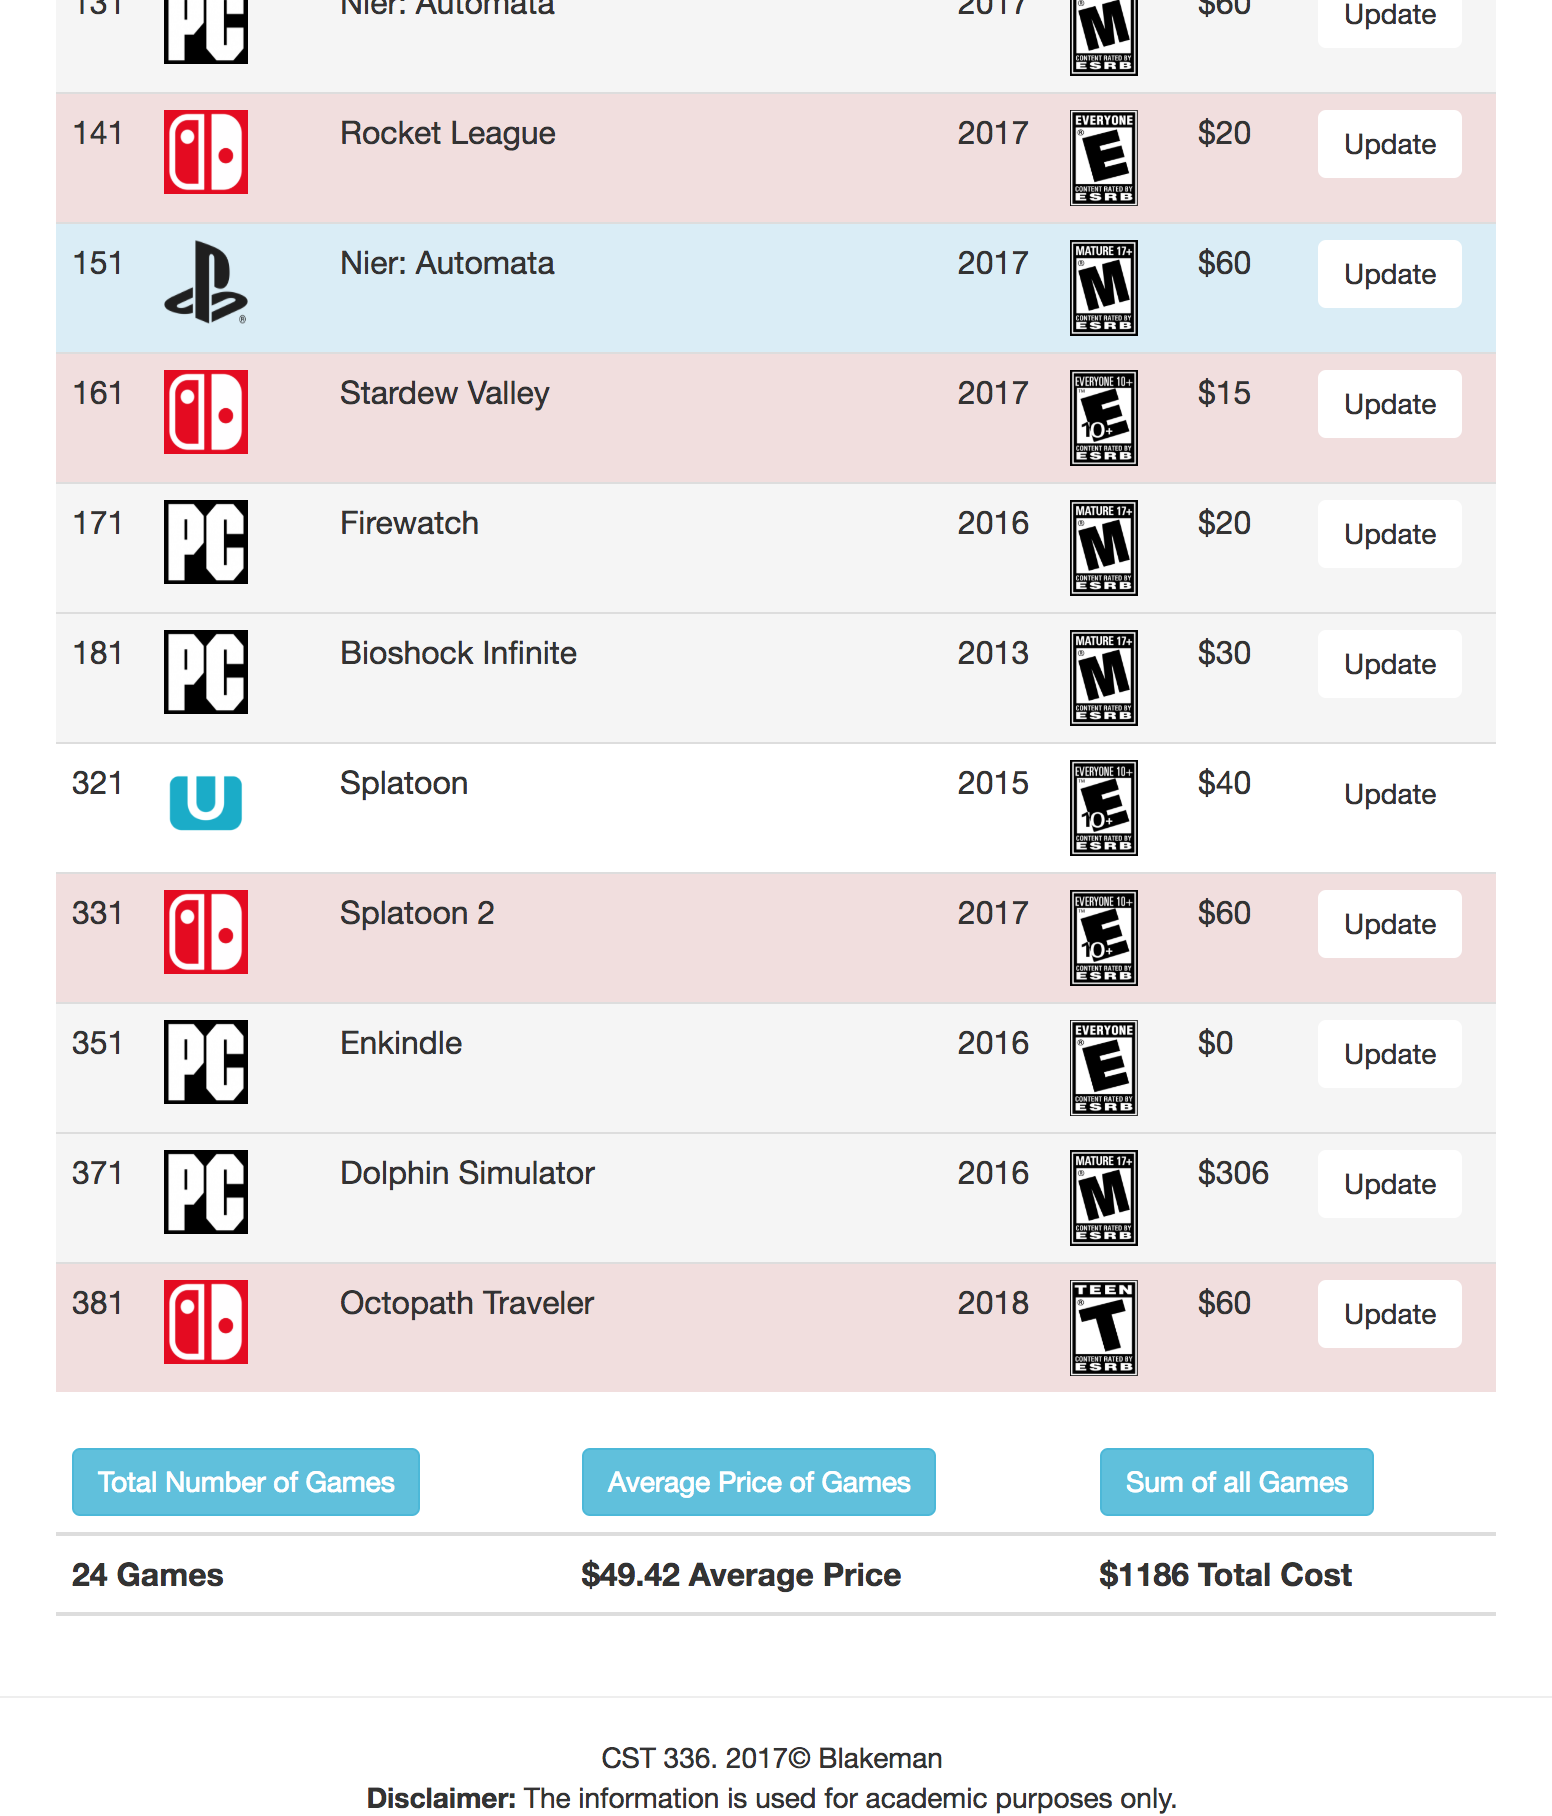 131 PC Nier: Automata 2017 M CONTENT RATED BY ESRB $60 Update
141 Rocket League 2017 EVERYONE E CONTENT RATED BY ESRB $20 Update
151 Nier: Automata 2017 MATURE 17+ M CONTENT RATED BY ESRB $60 Update
161 Stardew Valley 2017 EVERYONE 10+ E 10+ CONTENT RATED BY ESRB $15 Update
171 PC Firewatch 2016 MATURE 17+ M CONTENT RATED BY ESRB $20 Update
181 PC Bioshock Infinite 2013 MATURE 17+ M CONTENT RATED BY ESRB $30 Update
321 U Splatoon 2015 EVERYONE 10+ E 10+ CONTENT RATED BY ESRB $40 Update
331 Splatoon 2 2017 EVERYONE 10+ E 10+ CONTENT RATED BY ESRB $60 Update
351 PC Enkindle 2016 EVERYONE E CONTENT RATED BY ESRB $0 Update
371 PC Dolphin Simulator 2016 MATURE 17+ M CONTENT RATED BY ESRB $306 Update
381 Octopath Traveler 2018 TEEN T CONTENT RATED BY ESRB $60 Update
Total Number of Games Average Price of Games Sum of all Games
24 Games $49.42 Average Price $1186 Total Cost
CST 336. 2017© Blakeman
Disclaimer: The information is used for academic purposes only.